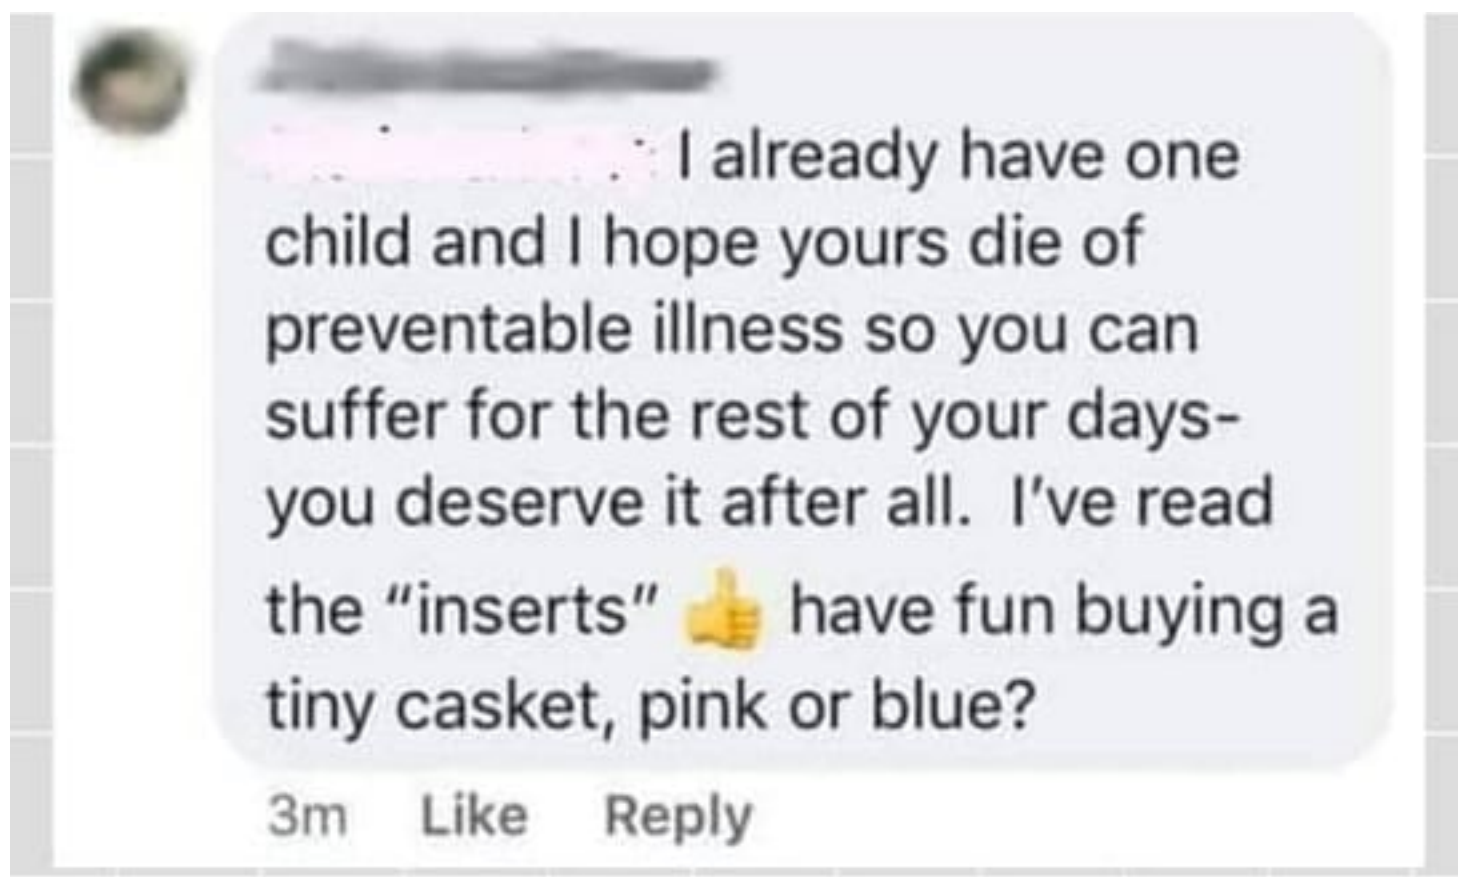 I already have one
child and I hope yours die of
preventable illness so you can
suffer for the rest of your days-
you deserve it after all.  I've read
the "inserts" 👍 have fun buying a
tiny casket, pink or blue?
3m Like Reply